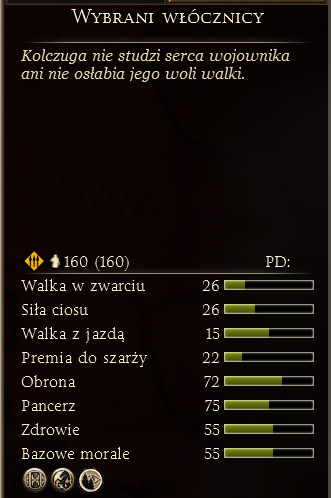 Wybrani włócznicy
Kolczuga nie studzi serca wojownika
ani nie osłabia jego woli walki.
160 (160) PD:
Walka w zwarciu 26
Siła ciosu 26
Walka z jazdą 15
Premia do szarży 22
Obrona 72
Pancerz 75
Zdrowie 55
Bazowe morale 55